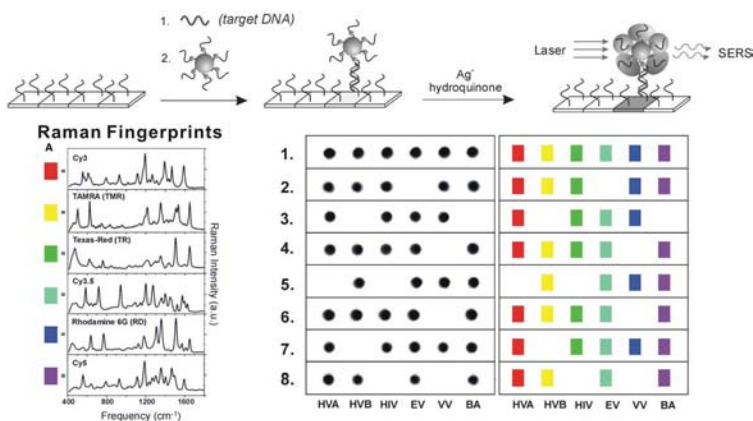 1. (target DNA)
2.
Laser
SERS
Ag⁺
hydroquinone
Raman Fingerprints
A
Cy3
TAMRA (TMR)
Texas-Red (TR)
Cy3.5
Rhodamine 6G (RD)
Cy5
Raman Intensity (a.u.)
400 800 1200 1600
Frequency (cm⁻¹)
1.
2.
3.
4.
5.
6.
7.
8.
HVA HVB HIV EV VV BA
HVA HVB HIV EV VV BA